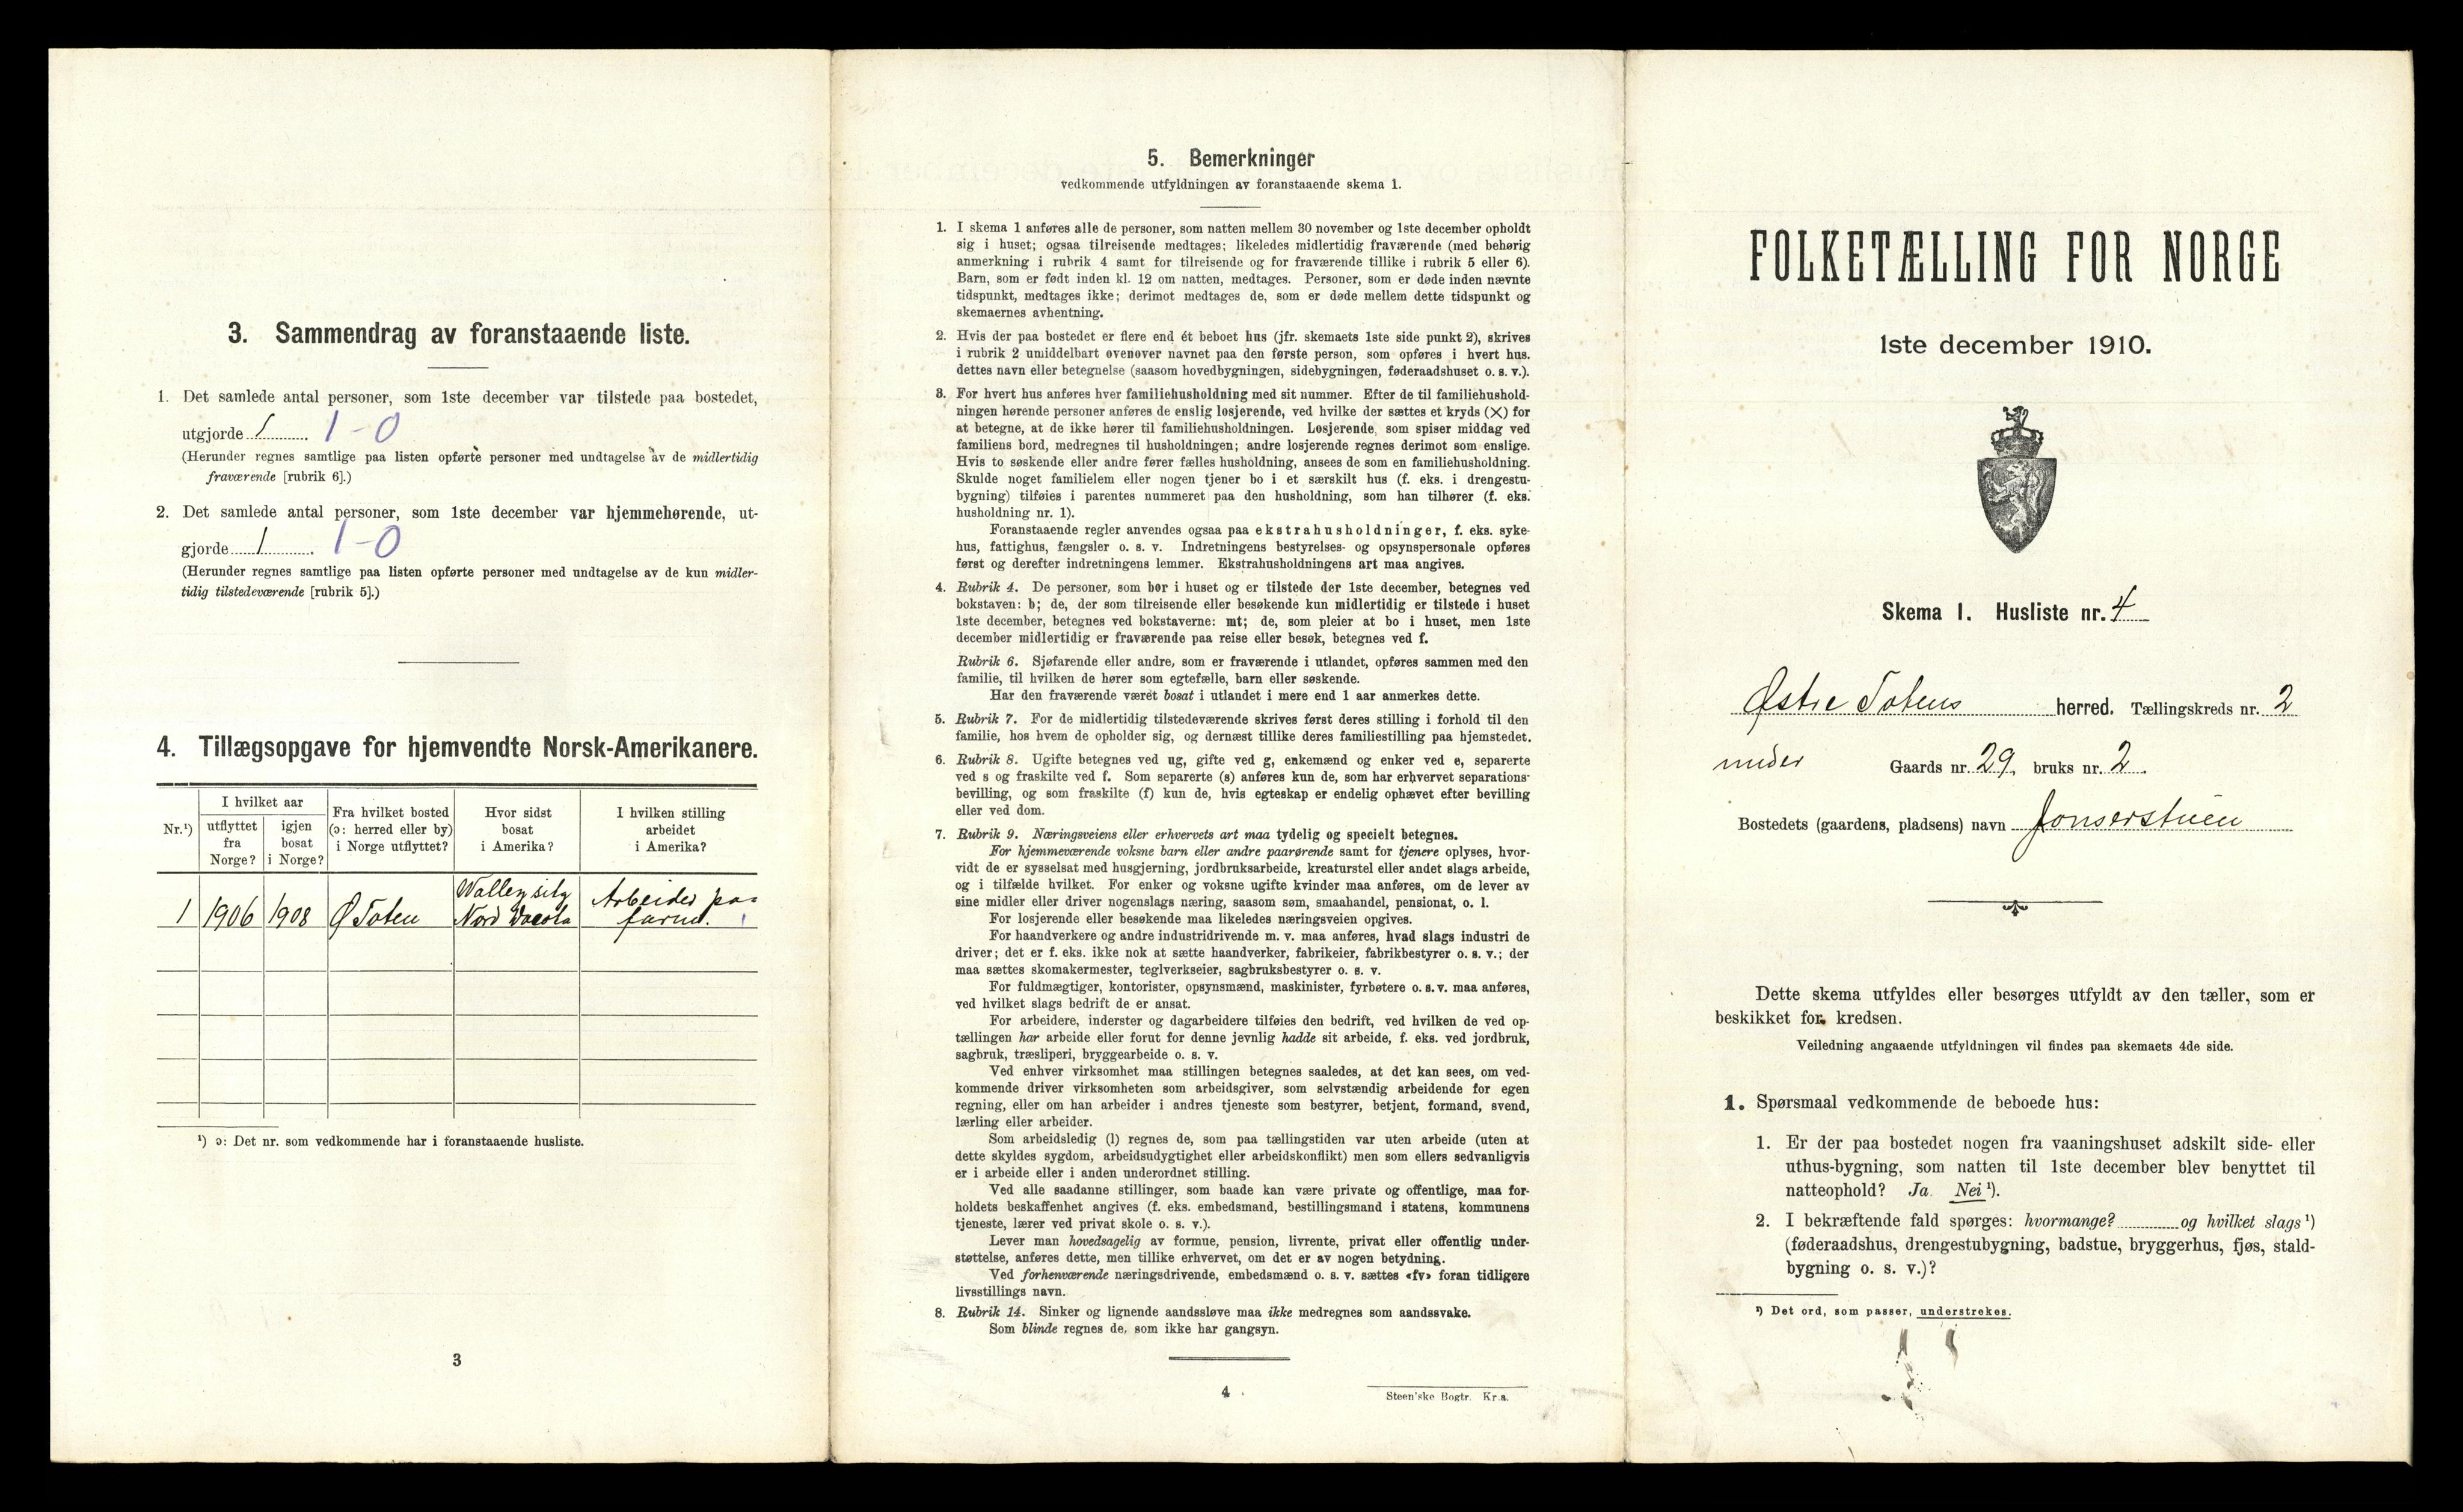 3. Sammendrag av foranstaaende liste.
1. Det samlede antal personer, som 1ste december var tilstede paa bostedet,
utgjorde 1. 1-0
(Herunder regnes samtlige paa listen opførte personer med undtagelse av de midlertidig
fraværende [rubrik 6].)
2. Det samlede antal personer, som 1ste december var hjemmehørende, ut-
gjorde 1. 1-0
(Herunder regnes samtlige paa listen opførte personer med undtagelse av de kun midler-
tidig tilstedeværende [rubrik 5].)
4. Tillægsopgave for hjemvendte Norsk-Amerikanere.
Nr.¹) I hvilket aar utflyttet fra Norge? igjen bosat i Norge? Fra hvilket bosted (ɔ: herred eller by) i Norge utflyttet? Hvor sidst bosat i Amerika? I hvilken stilling arbeidet i Amerika?
1 1906 1908 Ø Toten Walley sity Nord Dacota Arbeider paa farm.
¹) ɔ: Det nr. som vedkommende har i foranstaaende husliste.
3
5. Bemerkninger
vedkommende utfyldningen av foranstaaende skema 1.
1. I skema 1 anføres alle de personer, som natten mellem 30 november og 1ste december opholdt
sig i huset; ogsaa tilreisende medtages; likeledes midlertidig fraværende (med behørig
anmerkning i rubrik 4 samt for tilreisende og for fraværende tillike i rubrik 5 eller 6).
Barn, som er født inden kl. 12 om natten, medtages. Personer, som er døde inden nævnte
tidspunkt, medtages ikke; derimot medtages de, som er døde mellem dette tidspunkt og
skemaernes avhentning.
2. Hvis der paa bostedet er flere end ét beboet hus (jfr. skemaets 1ste side punkt 2), skrives
i rubrik 2 umiddelbart ovenover navnet paa den første person, som opføres i hvert hus.
dettes navn eller betegnelse (saasom hovedbygningen, sidebygningen, føderaadshuset o. s. v.).
3. For hvert hus anføres hver familiehusholdning med sit nummer. Efter de til familiehushold-
ningen hørende personer anføres de enslig losjerende, ved hvilke der sættes et kryds (×) for
at betegne, at de ikke hører til familiehusholdningen. Losjerende, som spiser middag ved
familiens bord, medregnes til husholdningen; andre losjerende regnes derimot som enslige.
Hvis to søskende eller andre fører fælles husholdning, ansees de som en familiehusholdning.
Skulde noget familielem eller nogen tjener bo i et særskilt hus (f. eks. i drengestu-
bygning) tilføies i parentes nummeret paa den husholdning, som han tilhører (f. eks.
husholdning nr. 1).
Foranstaaende regler anvendes ogsaa paa ekstrahusholdninger, f. eks. syke-
hus, fattighus, fængsler o. s. v. Indretningens bestyrelses- og opsynspersonale opføres
først og derefter indretningens lemmer. Ekstrahusholdningens art maa angives.
4. Rubrik 4. De personer, som bor i huset og er tilstede der 1ste december, betegnes ved
bokstaven: b; de, der som tilreisende eller besøkende kun midlertidig er tilstede i huset
1ste december, betegnes ved bokstaverne: mt; de, som pleier at bo i huset, men 1ste
december midlertidig er fraværende paa reise eller besøk, betegnes ved f.
Rubrik 6. Sjøfarende eller andre, som er fraværende i utlandet, opføres sammen med den
familie, til hvilken de hører som egtefælle, barn eller søskende.
Har den fraværende været bosat i utlandet i mere end 1 aar anmerkes dette.
5. Rubrik 7. For de midlertidig tilstedeværende skrives først deres stilling i forhold til den
familie, hos hvem de opholder sig, og dernæst tillike deres familiestilling paa hjemstedet.
6. Rubrik 8. Ugifte betegnes ved ug, gifte ved g, enkemænd og enker ved e, separerte
ved s og fraskilte ved f. Som separerte (s) anføres kun de, som har erhvervet separations-
bevilling, og som fraskilte (f) kun de, hvis egteskap er endelig ophævet efter bevilling
eller ved dom.
7. Rubrik 9. Næringsveiens eller erhvervets art maa tydelig og specielt betegnes.
For hjemmeværende voksne barn eller andre paarørende samt for tjenere oplyses, hvor-
vidt de er sysselsat med husgjerning, jordbruksarbeide, kreaturstel eller andet slags arbeide,
og i tilfælde hvilket. For enker og voksne ugifte kvinder maa anføres, om de lever av
sine midler eller driver nogenslags næring, saasom søm, smaahandel, pensionat, o. l.
For losjerende eller besøkende maa likeledes næringsveien opgives.
For haandverkere og andre industridrivende m. v. maa anføres, hvad slags industri de
driver; det er f. eks. ikke nok at sætte haandverker, fabrikeier, fabrikbestyrer o. s. v.; der
maa sættes skomakermester, teglverkseier, sagbruksbestyrer o. s. v.
For fuldmægtiger, kontorister, opsynsmænd, maskinister, fyrbøtere o. s. v. maa anføres,
ved hvilket slags bedrift de er ansat.
For arbeidere, inderster og dagarbeidere tilføies den bedrift, ved hvilken de ved op-
tællingen har arbeide eller forut for denne jevnlig hadde sit arbeide, f. eks. ved jordbruk,
sagbruk, træsliperi, bryggearbeide o. s. v.
Ved enhver virksomhet maa stillingen betegnes saaledes, at det kan sees, om ved-
kommende driver virksomheten som arbeidsgiver, som selvstændig arbeidende for egen
regning, eller om han arbeider i andres tjeneste som bestyrer, betjent, formand, svend,
lærling eller arbeider.
Som arbeidsledig (l) regnes de, som paa tællingstiden var uten arbeide (uten at
dette skyldes sygdom, arbeidsudygtighet eller arbeidskonflikt) men som ellers sedvanligvis
er i arbeide eller i anden underordnet stilling.
Ved alle saadanne stillinger, som baade kan være private og offentlige, maa for-
holdets beskaffenhet angives (f. eks. embedsmand, bestillingsmand i statens, kommunens
tjeneste, lærer ved privat skole o. s. v.).
Lever man hovedsagelig av formue, pension, livrente, privat eller offentlig under-
støttelse, anføres dette, men tillike erhvervet, om det er av nogen betydning.
Ved forhenværende næringsdrivende, embedsmænd o. s. v. sættes «fv» foran tidligere
livsstillings navn.
8. Rubrik 14. Sinker og lignende aandssløve maa ikke medregnes som aandssvake.
Som blinde regnes de, som ikke har gangsyn.
4
Steen'ske Bogtr. Kr.a.
FOLKETÆLLING FOR NORGE
1ste december 1910.
Skema I. Husliste nr. 4
Østre Totens herred. Tællingskreds nr. 2
under Gaards nr. 29, bruks nr. 2.
Bostedets (gaardens, pladsens) navn Jonserstuen
Dette skema utfyldes eller besørges utfyldt av den tæller, som er
beskikket for kredsen.
Veiledning angaaende utfyldningen vil findes paa skemaets 4de side.
1. Spørsmaal vedkommende de beboede hus:
1. Er der paa bostedet nogen fra vaaningshuset adskilt side- eller
uthus-bygning, som natten til 1ste december blev benyttet til
natteophold? Ja. Nei ¹).
2. I bekræftende fald spørges: hvormange? og hvilket slags ¹)
(føderaadshus, drengestubygning, badstue, bryggerhus, fjøs, stald-
bygning o. s. v.)?
¹) Det ord, som passer, understrekes.